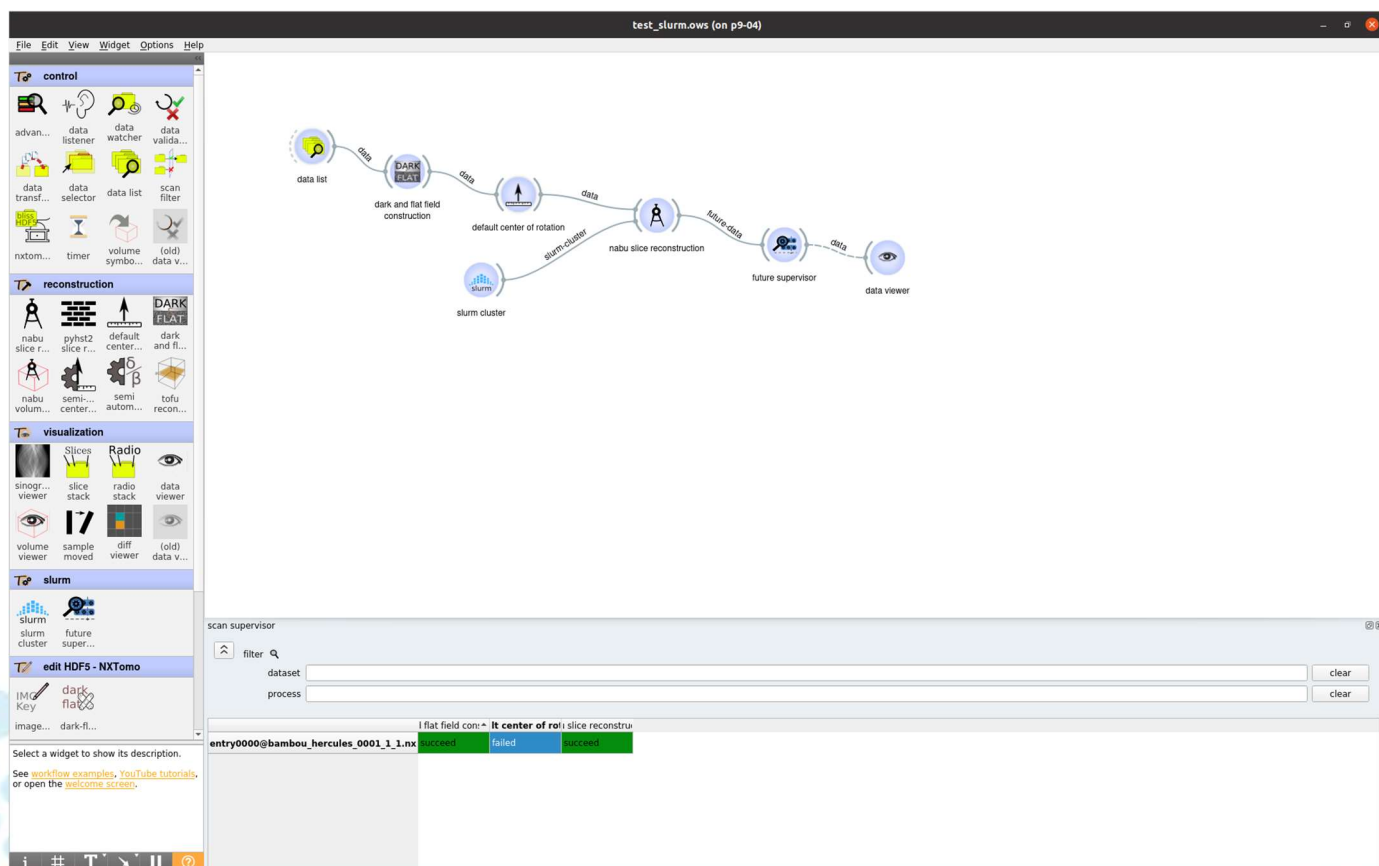 test_slurm.ows (on p9-04)
File Edit View Widget Options Help
control
advan...
data
listener
data
watcher
data
valida...
data
transf...
data
selector
data list
scan
filter
bliss
HDF5
nxtom...
timer
volume
symbo...
(old)
data v...
reconstruction
DARK
FLAT
nabu
slice r...
pyhst2
slice r...
default
center...
dark
and fl...
δ
β
nabu
volum...
semi-...
center...
semi
autom...
tofu
recon...
visualization
Slices
Radio
sinogr...
viewer
slice
stack
radio
stack
data
viewer
volume
viewer
sample
moved
diff
viewer
(old)
data v...
slurm
slurm
slurm
cluster
future
super...
edit HDF5 - NXTomo
IMG
Key
dark
flat
image...
dark-fl...
Select a widget to show its description.
See workflow examples, YouTube tutorials,
or open the welcome screen.
data list
data
DARK
FLAT
dark and flat field
construction
data
default center of rotation
data
slurm
slurm cluster
slurm-cluster
nabu slice reconstruction
future-data
future supervisor
data
data viewer
scan supervisor
filter
dataset
clear
process
clear
l flat field con: lt center of rot slice reconstru
entry0000@bambou_hercules_0001_1_1.nx succeed failed succeed